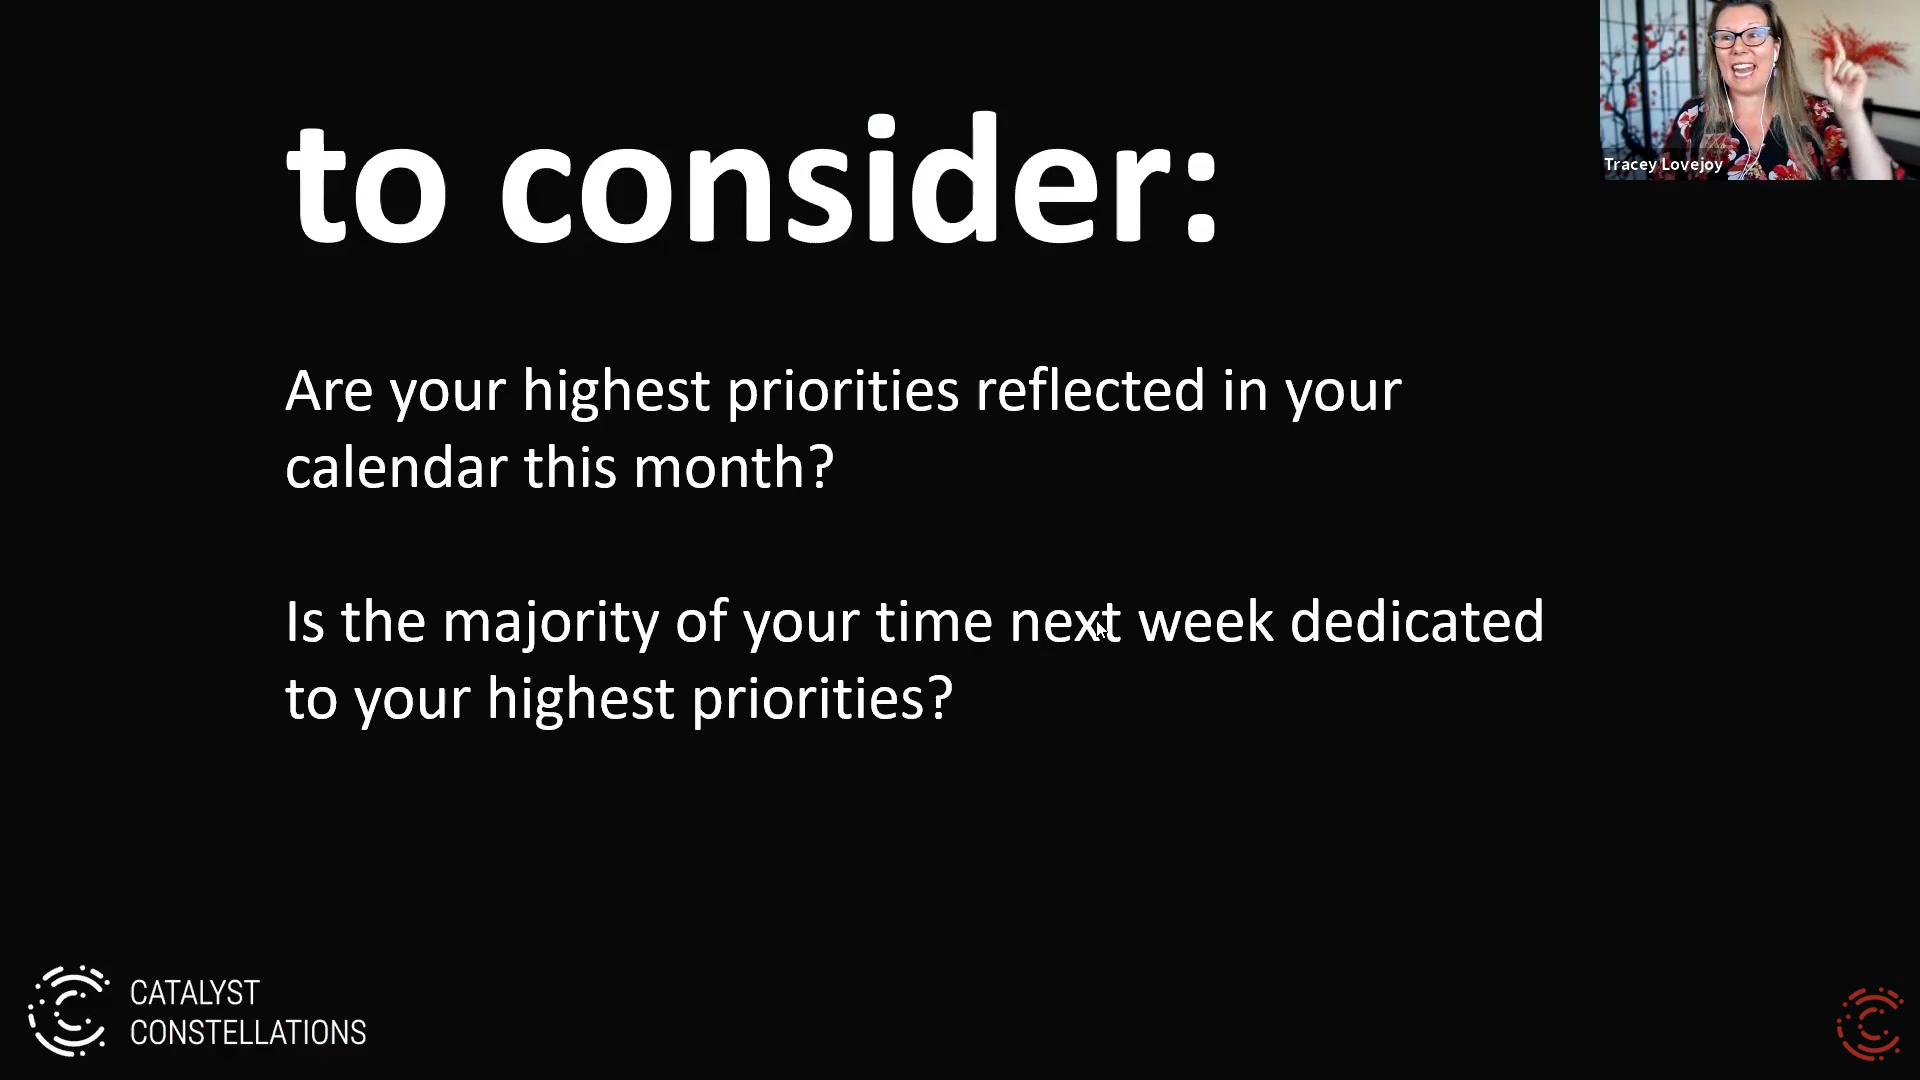 to consider:
Tracey Lovejoy
Are your highest priorities reflected in your
calendar this month?
Is the majority of your time next week dedicated
to your highest priorities?
CATALYST
CONSTELLATIONS